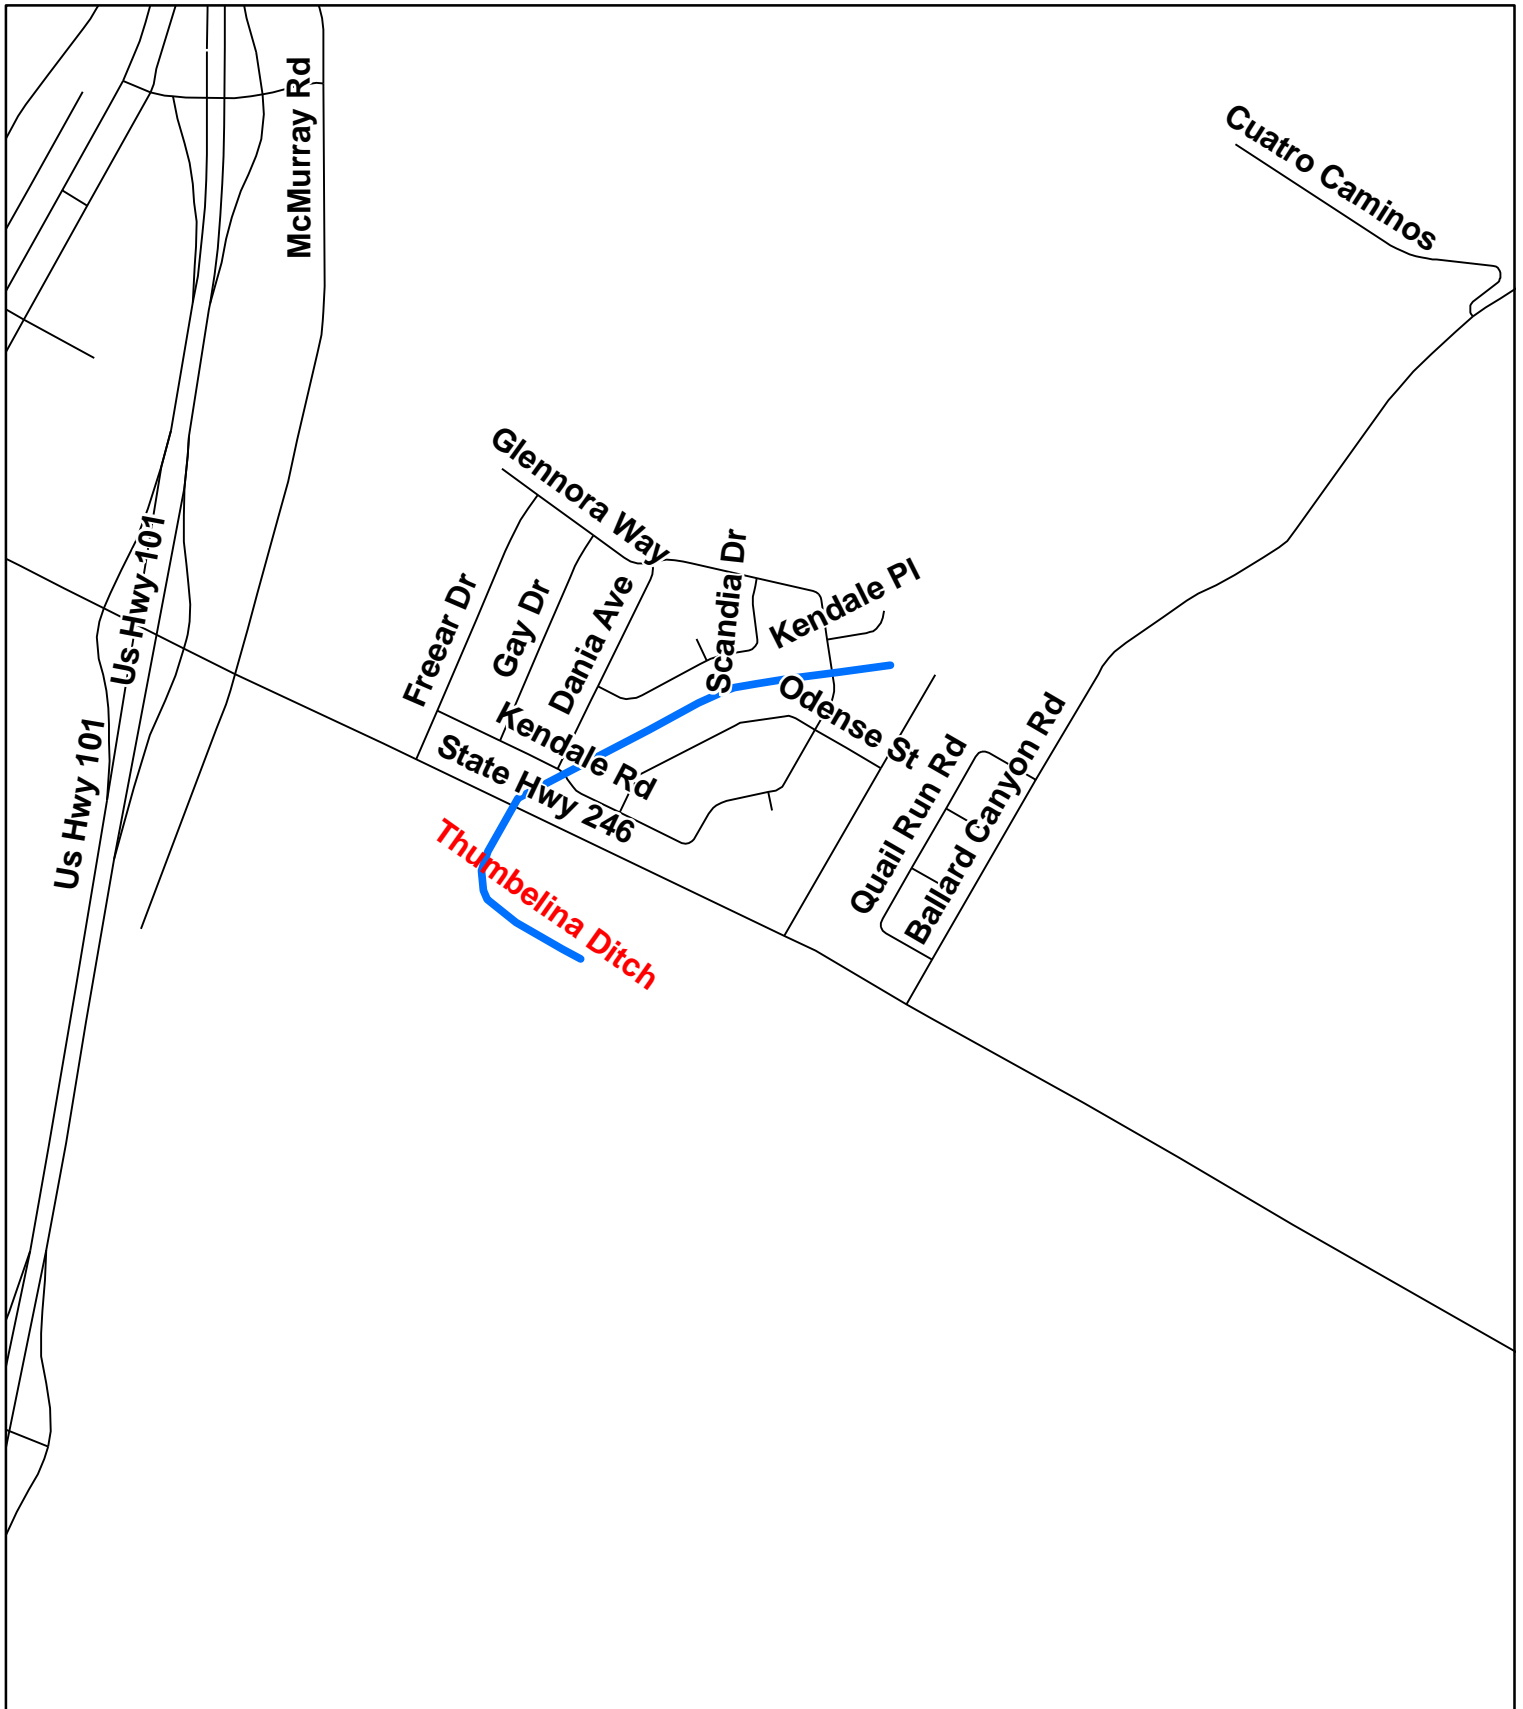 McMurray Rd
Cuatro Caminos
Glennora Way
Us Hwy 101
Scandia Dr
Kendale Pl
Freear Dr
Gay Dr
Dania Ave
Odense St
Kendale Rd
State Hwy 246
Us Hwy 101
Quail Run Rd
Ballard Canyon Rd
Thumbelina Ditch